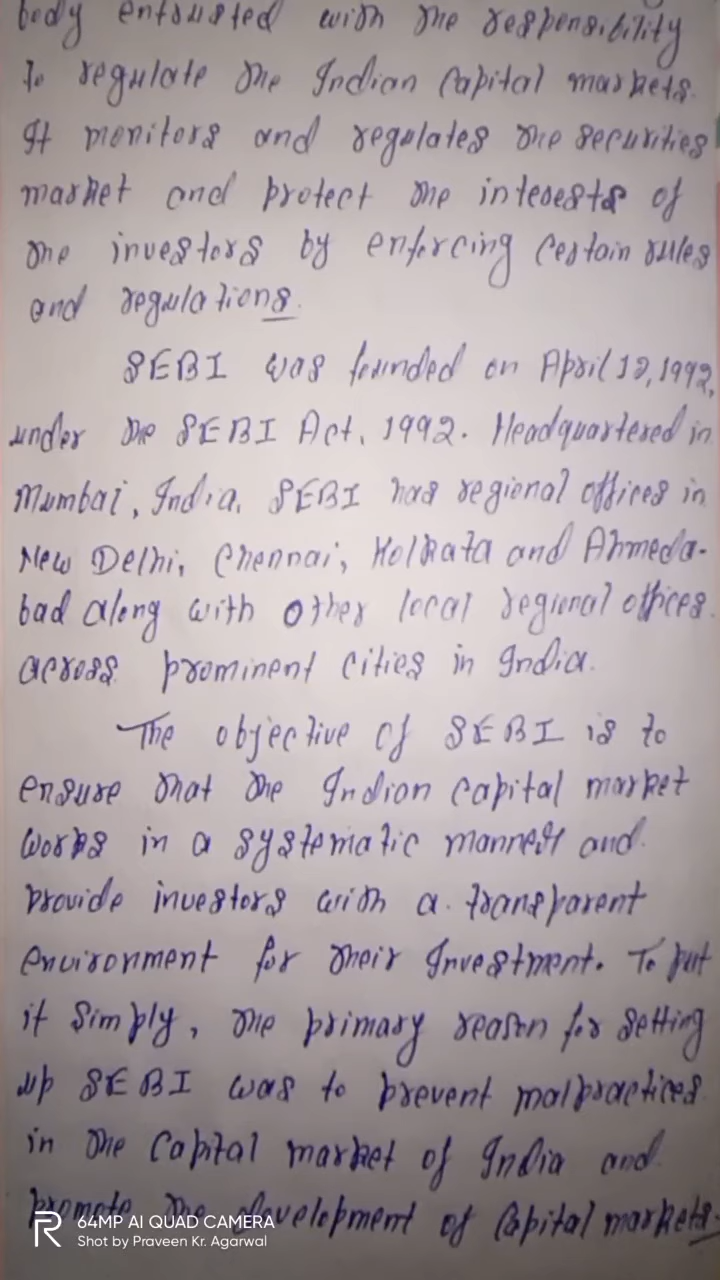 body entrusted with the responsibility
To regulate the Indian Capital markets.
It monitors and regulates the securities
market and protect the interests of
the investors by enforcing certain rules
and regulations.
SEBI was founded on April 12, 1992,
under the SEBI Act, 1992. Headquartered in
Mumbai, India. SEBI has regional offices in
New Delhi, Chennai, Kolkata and Ahmeda-
bad along with other local regional offices
across prominent cities in India.
The objective of SEBI is to
ensure that the Indian Capital market
works in a systematic manner and
provide investors with a transparent
environment for their Investment. To put
it simply, the primary reason for setting
up SEBI was to prevent malpractices
in the capital market of India and
promote the development of capital markets.
64MP AI QUAD CAMERA
Shot by Praveen Kr. Agarwal